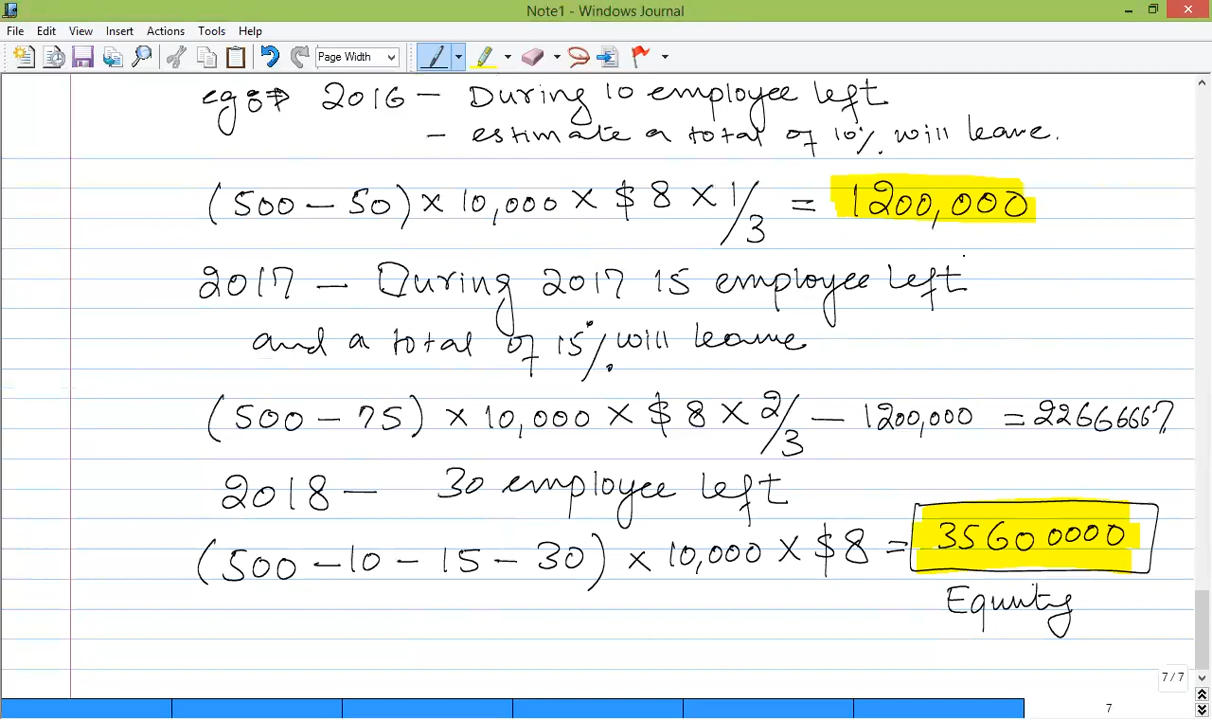 Note1 - Windows Journal
File Edit View Insert Actions Tools Help
Page Width
2016 - During 10 employee left
- estimate a total of 10% will leave.
(500 - 50) × 10,000 × $ 8 × 1/3 = 1200,000
2017 - During 2017 15 employee left
and a total of 15% will leave
(500 - 75) × 10,000 × $ 8 × 2/3 - 1200,000 = 22666667
2018 - 30 employee left
(500 - 10 - 15 - 30) × 10,000 × $ 8 = 35600000
Equity
7 / 7
7